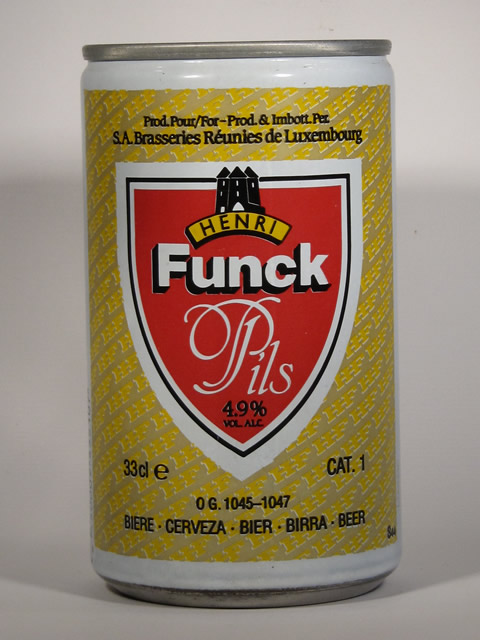 Prod. Pour/For-Prod. & Imbott. Per.
S.A. Brasseries Réunies de Luxembourg
HENRI
Funck
Pils
4.9%
VOL. ALC.
33cl e
CAT. 1
O G. 1045–1047
BIERE · CERVEZA · BIER · BIRRA · BEER